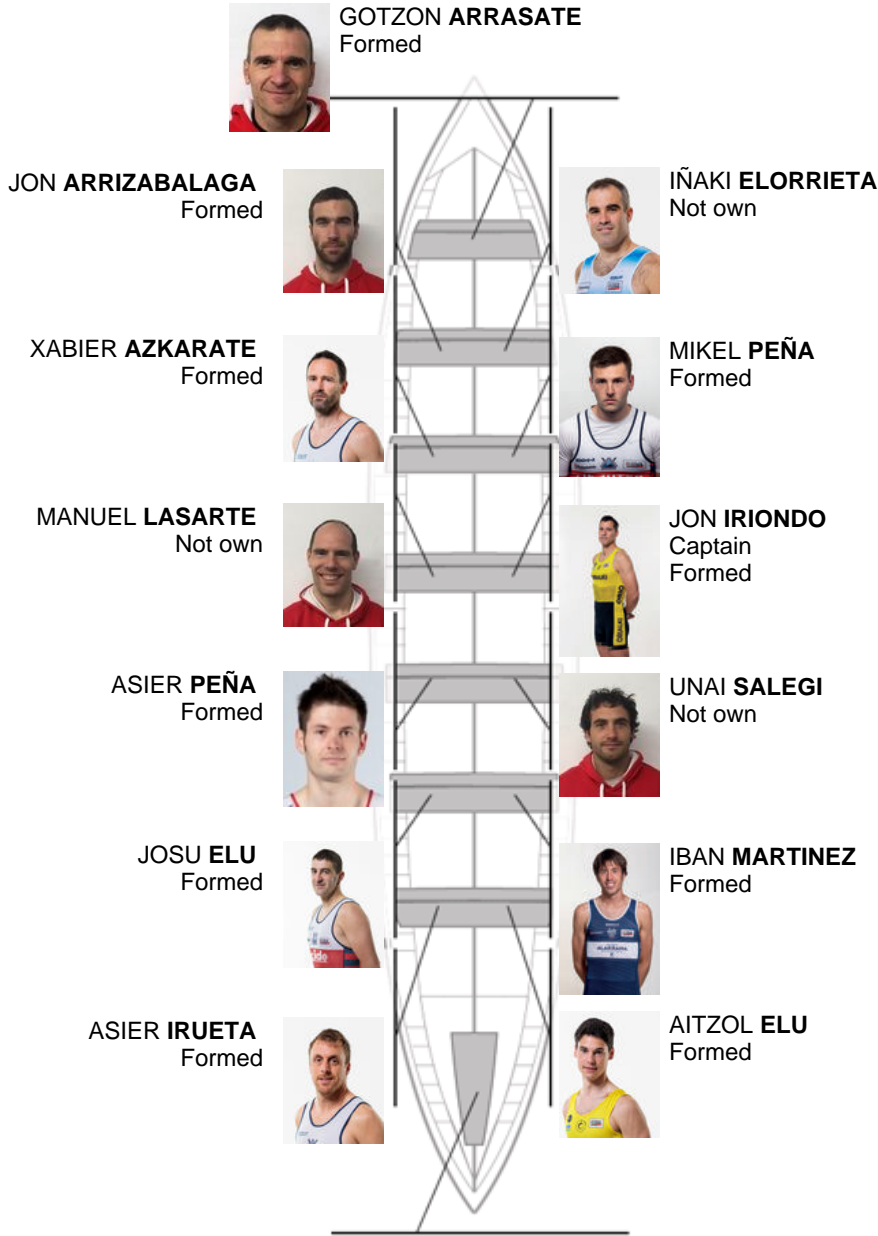 GOTZON ARRASATE
Formed
JON ARRIZABALAGA
Formed
IÑAKI ELORRIETA
Not own
XABIER AZKARATE
Formed
MIKEL PEÑA
Formed
MANUEL LASARTE
Not own
JON IRIONDO
Captain
Formed
ASIER PEÑA
Formed
UNAI SALEGI
Not own
JOSU ELU
Formed
IBAN MARTINEZ
Formed
ASIER IRUETA
Formed
AITZOL ELU
Formed